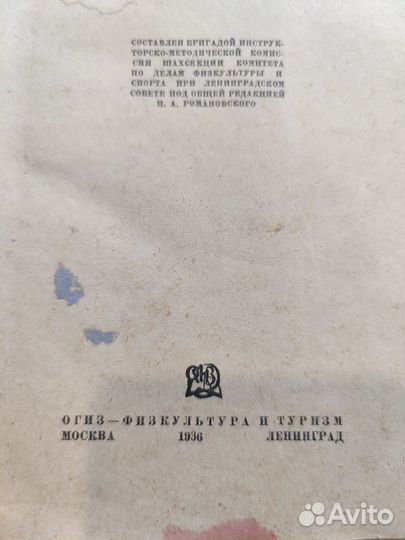 СОСТАВЛЕН БРИГАДОЙ ИНСТРУК-
ТОРСКО-МЕТОДИЧЕСКОЙ КОМИС-
СИИ ШАХСЕКЦИИ КОМИТЕТА
ПО ДЕЛАМ ФИЗКУЛЬТУРЫ И
СПОРТА ПРИ ЛЕНИНГРАДСКОМ
СОВЕТЕ ПОД ОБЩЕЙ РЕДАКЦИЕЙ
П. А. РОМАНОВСКОГО
ОГИЗ—ФИЗКУЛЬТУРА И ТУРИЗМ
МОСКВА 1936 ЛЕНИНГРАД
Avito